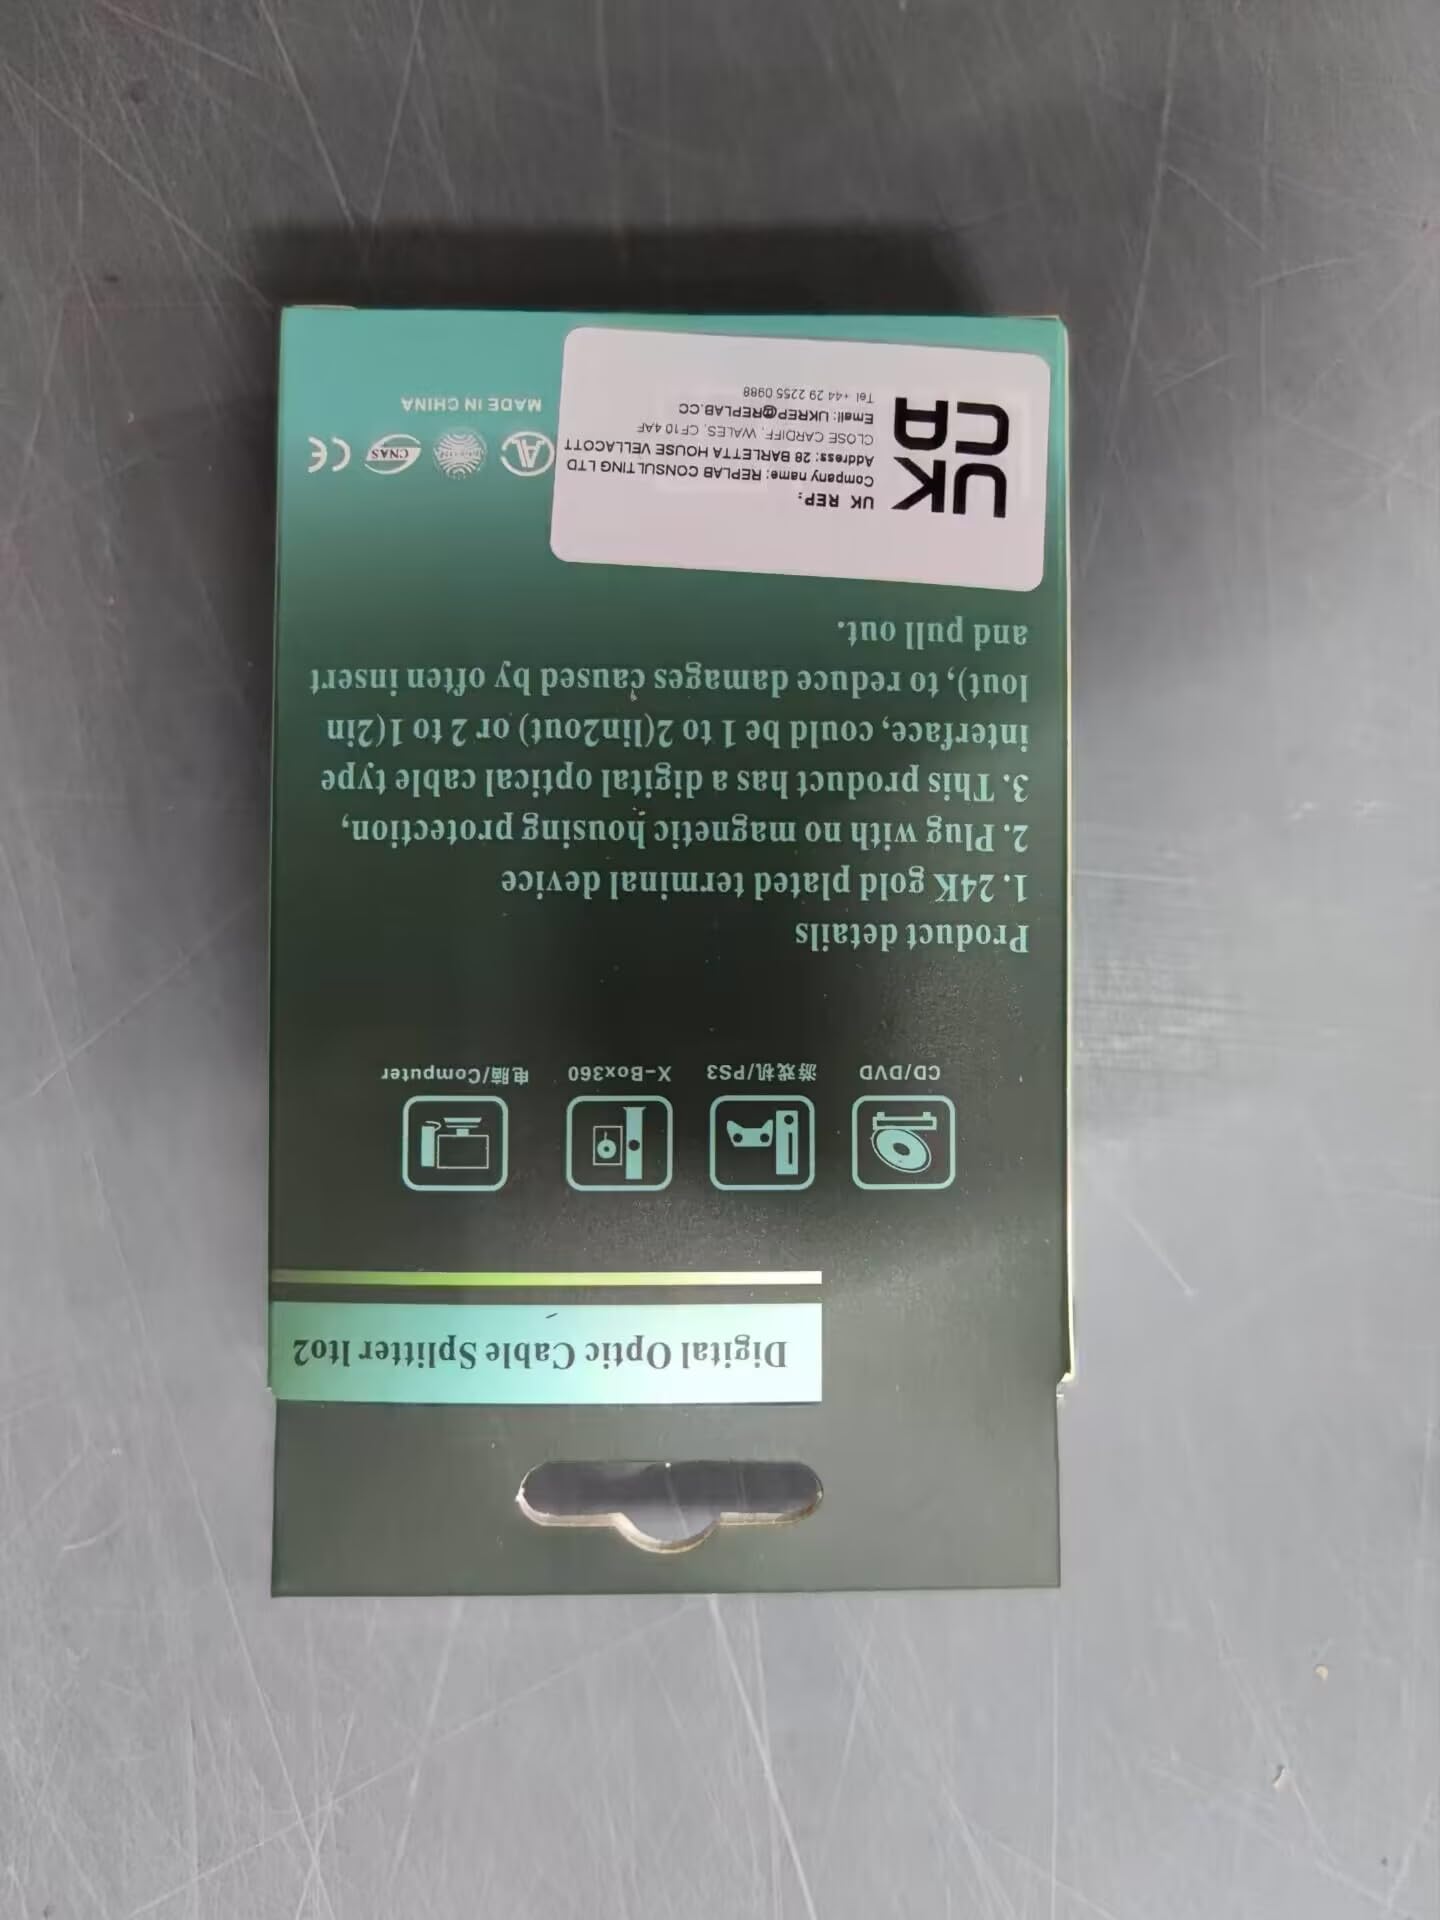 Digital Optic Cable Splitter 1to2
CD/DVD
游戏机/PS3
X-Box360
电脑/Computer
Product details
1. 24K gold plated terminal device
2. Plug with no magnetic housing protection,
3. This product has a digital optical cable type
interface, could be 1 to 2(1in2out) or 2 to 1(2in
1out), to reduce damages caused by often insert
and pull out.
UK
CA
UK REP:
Company name: REPLAB CONSULTING LTD
Address: 28 BARLETTA HOUSE VELLACOTT
CLOSE CARDIFF, WALES, CF10 4AF
Email: UKREP@REPLAB.CC
Tel +44 29 2255 0988
CNAS
CE
MADE IN CHINA